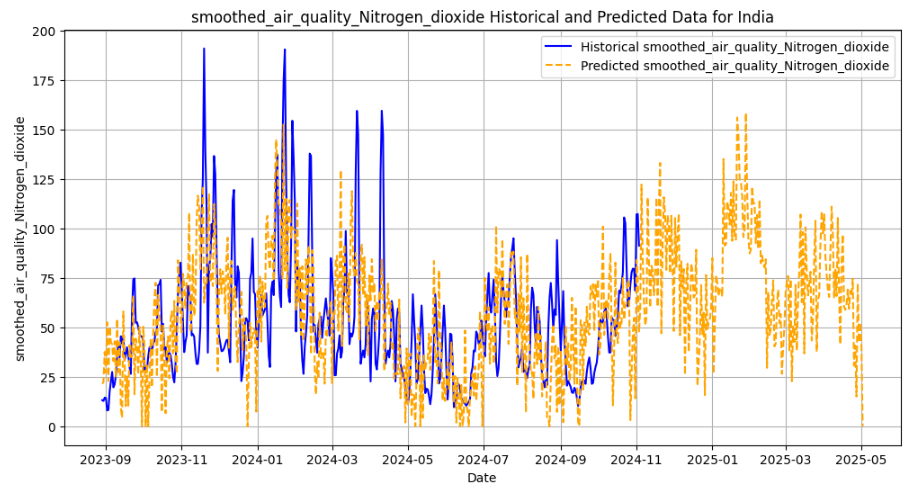 smoothed_air_quality_Nitrogen_dioxide Historical and Predicted Data for India
Historical smoothed_air_quality_Nitrogen_dioxide
Predicted smoothed_air_quality_Nitrogen_dioxide
smoothed_air_quality_Nitrogen_dioxide
200
175
150
125
100
75
50
25
0
2023-09 2023-11 2024-01 2024-03 2024-05 2024-07 2024-09 2024-11 2025-01 2025-03 2025-05
Date